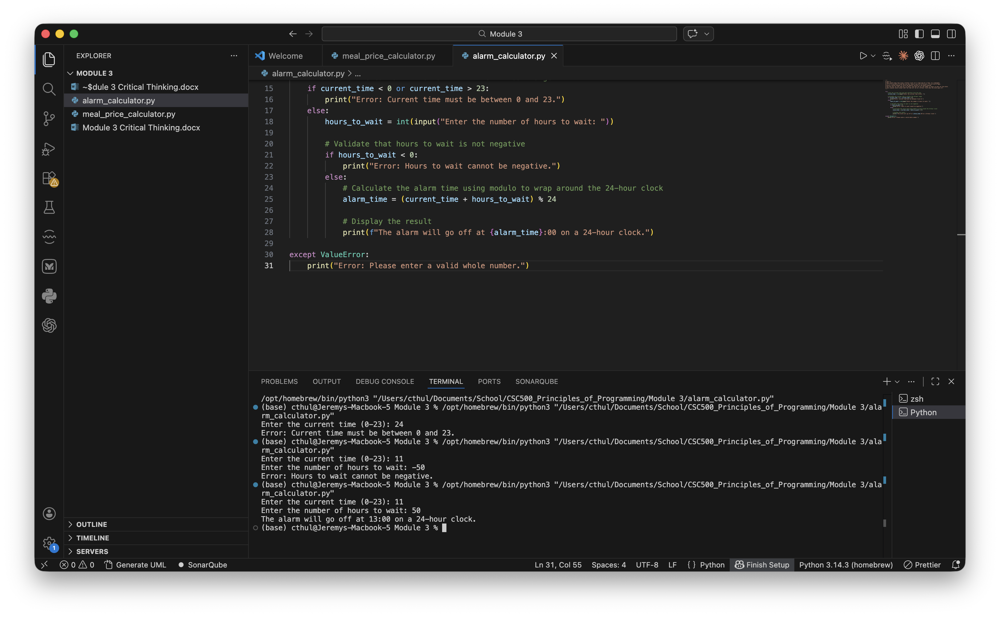 Module 3
EXPLORER
Welcome
meal_price_calculator.py
alarm_calculator.py
MODULE 3
~$dule 3 Critical Thinking.docx
alarm_calculator.py
meal_price_calculator.py
Module 3 Critical Thinking.docx
alarm_calculator.py > ...
15 if current_time < 0 or current_time > 23:
16 print("Error: Current time must be between 0 and 23.")
17 else:
18 hours_to_wait = int(input("Enter the number of hours to wait: "))
19
20 # Validate that hours to wait is not negative
21 if hours_to_wait < 0:
22 print("Error: Hours to wait cannot be negative.")
23 else:
24 # Calculate the alarm time using modulo to wrap around the 24-hour clock
25 alarm_time = (current_time + hours_to_wait) % 24
26
27 # Display the result
28 print(f"The alarm will go off at {alarm_time}:00 on a 24-hour clock.")
29
30 except ValueError:
31 print("Error: Please enter a valid whole number.")
PROBLEMS OUTPUT DEBUG CONSOLE TERMINAL PORTS SONARQUBE
/opt/homebrew/bin/python3 "/Users/cthul/Documents/School/CSC500_Principles_of_Programming/Module 3/alarm_calculator.py"
(base) cthul@Jeremys-Macbook-5 Module 3 % /opt/homebrew/bin/python3 "/Users/cthul/Documents/School/CSC500_Principles_of_Programming/Module 3/ala
rm_calculator.py"
Enter the current time (0-23): 24
Error: Current time must be between 0 and 23.
(base) cthul@Jeremys-Macbook-5 Module 3 % /opt/homebrew/bin/python3 "/Users/cthul/Documents/School/CSC500_Principles_of_Programming/Module 3/ala
rm_calculator.py"
Enter the current time (0-23): 11
Enter the number of hours to wait: -50
Error: Hours to wait cannot be negative.
(base) cthul@Jeremys-Macbook-5 Module 3 % /opt/homebrew/bin/python3 "/Users/cthul/Documents/School/CSC500_Principles_of_Programming/Module 3/ala
rm_calculator.py"
Enter the current time (0-23): 11
Enter the number of hours to wait: 50
The alarm will go off at 13:00 on a 24-hour clock.
(base) cthul@Jeremys-Macbook-5 Module 3 %
zsh
Python
OUTLINE
TIMELINE
SERVERS
1
0 0 Generate UML SonarQube Ln 31, Col 55 Spaces: 4 UTF-8 LF {} Python Finish Setup Python 3.14.3 (homebrew) Prettier